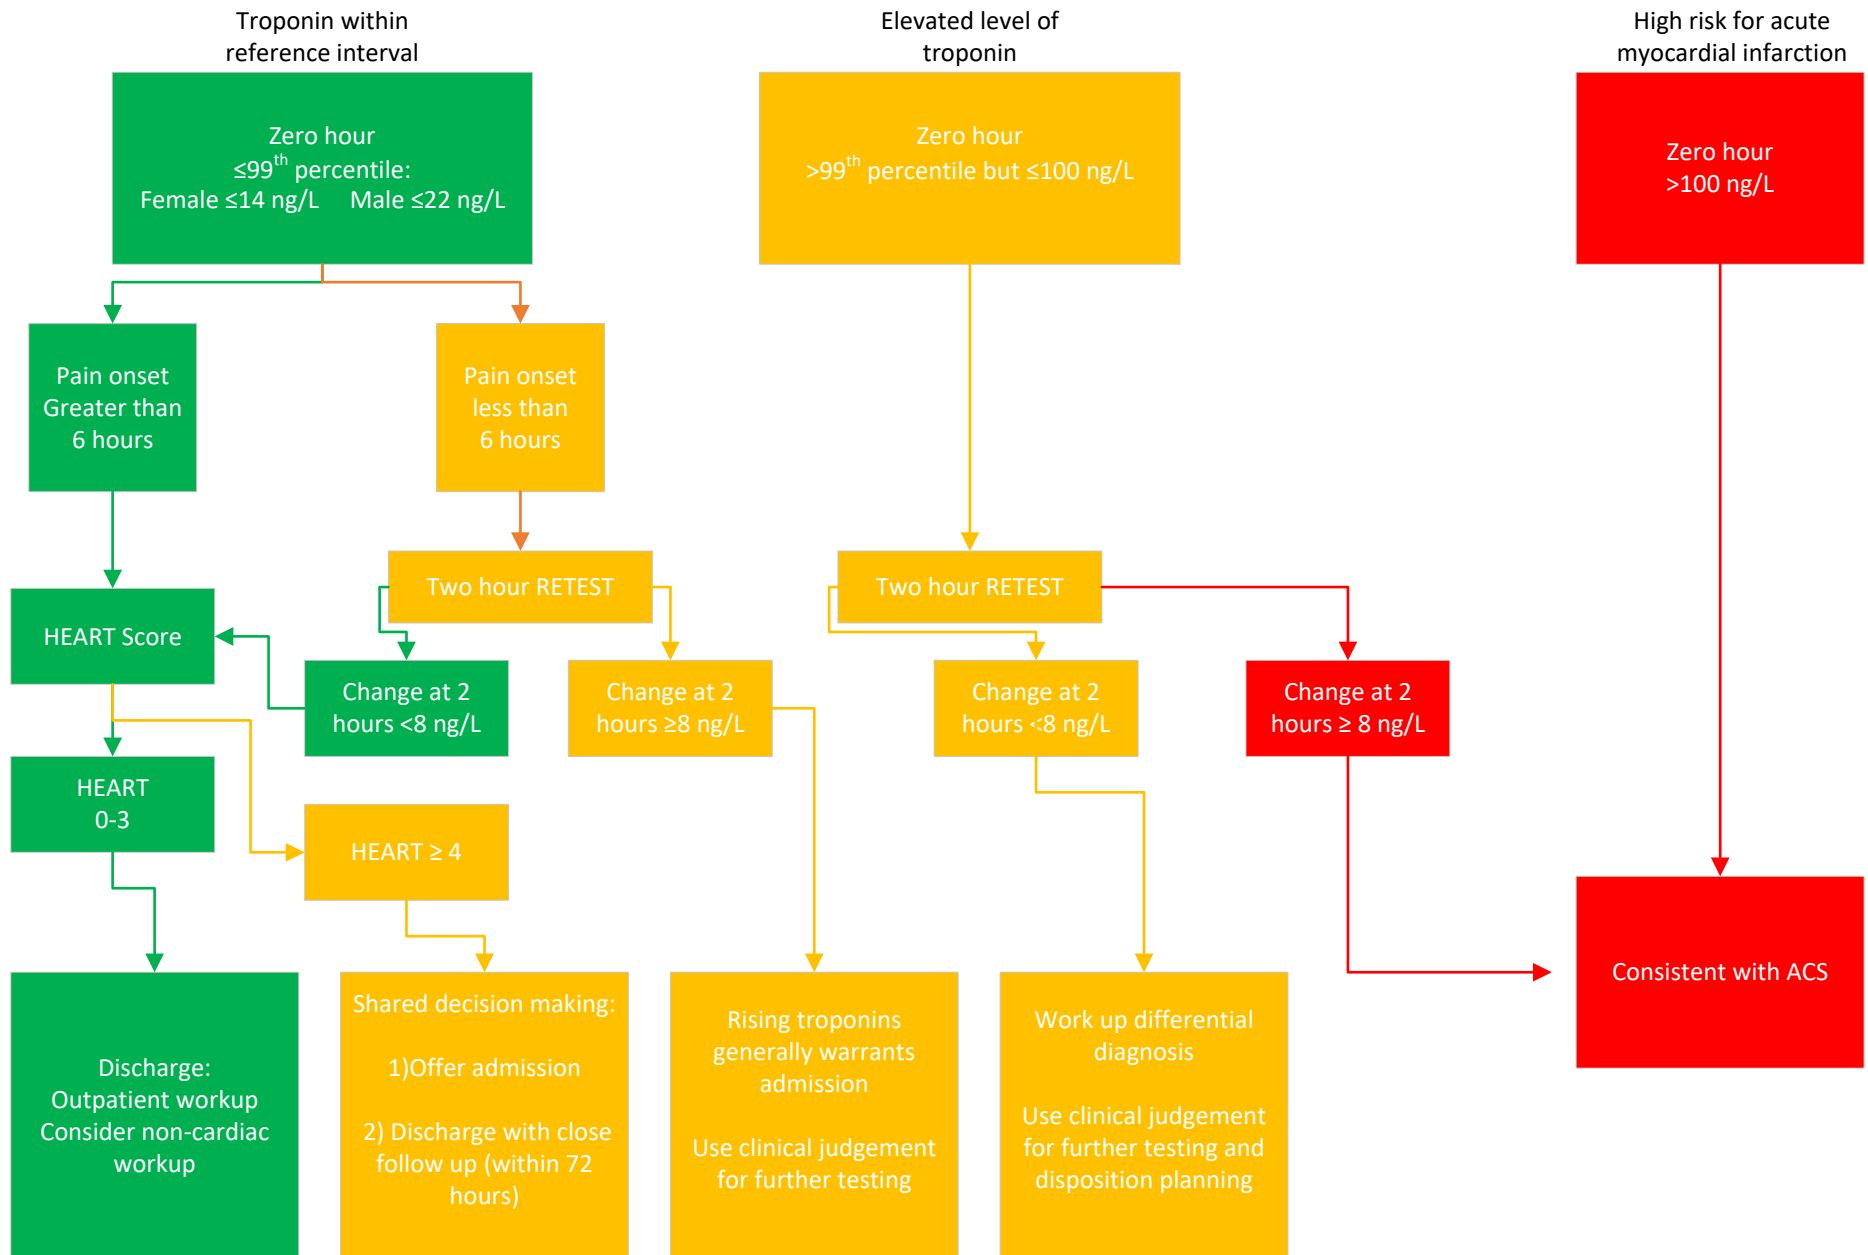 Troponin within
reference interval
Elevated level of
troponin
High risk for acute
myocardial infarction
Zero hour
≤99th percentile:
Female ≤14 ng/L Male ≤22 ng/L
Zero hour
>99th percentile but ≤100 ng/L
Zero hour
>100 ng/L
Pain onset
Greater than
6 hours
Pain onset
less than
6 hours
Two hour RETEST
Two hour RETEST
HEART Score
Change at 2
hours <8 ng/L
Change at 2
hours ≥8 ng/L
Change at 2
hours <8 ng/L
Change at 2
hours ≥ 8 ng/L
HEART
0-3
HEART ≥ 4
Discharge:
Outpatient workup
Consider non-cardiac
workup
Shared decision making:
1)Offer admission
2) Discharge with close
follow up (within 72
hours)
Rising troponins
generally warrants
admission
Use clinical judgement
for further testing
Work up differential
diagnosis
Use clinical judgement
for further testing and
disposition planning
Consistent with ACS